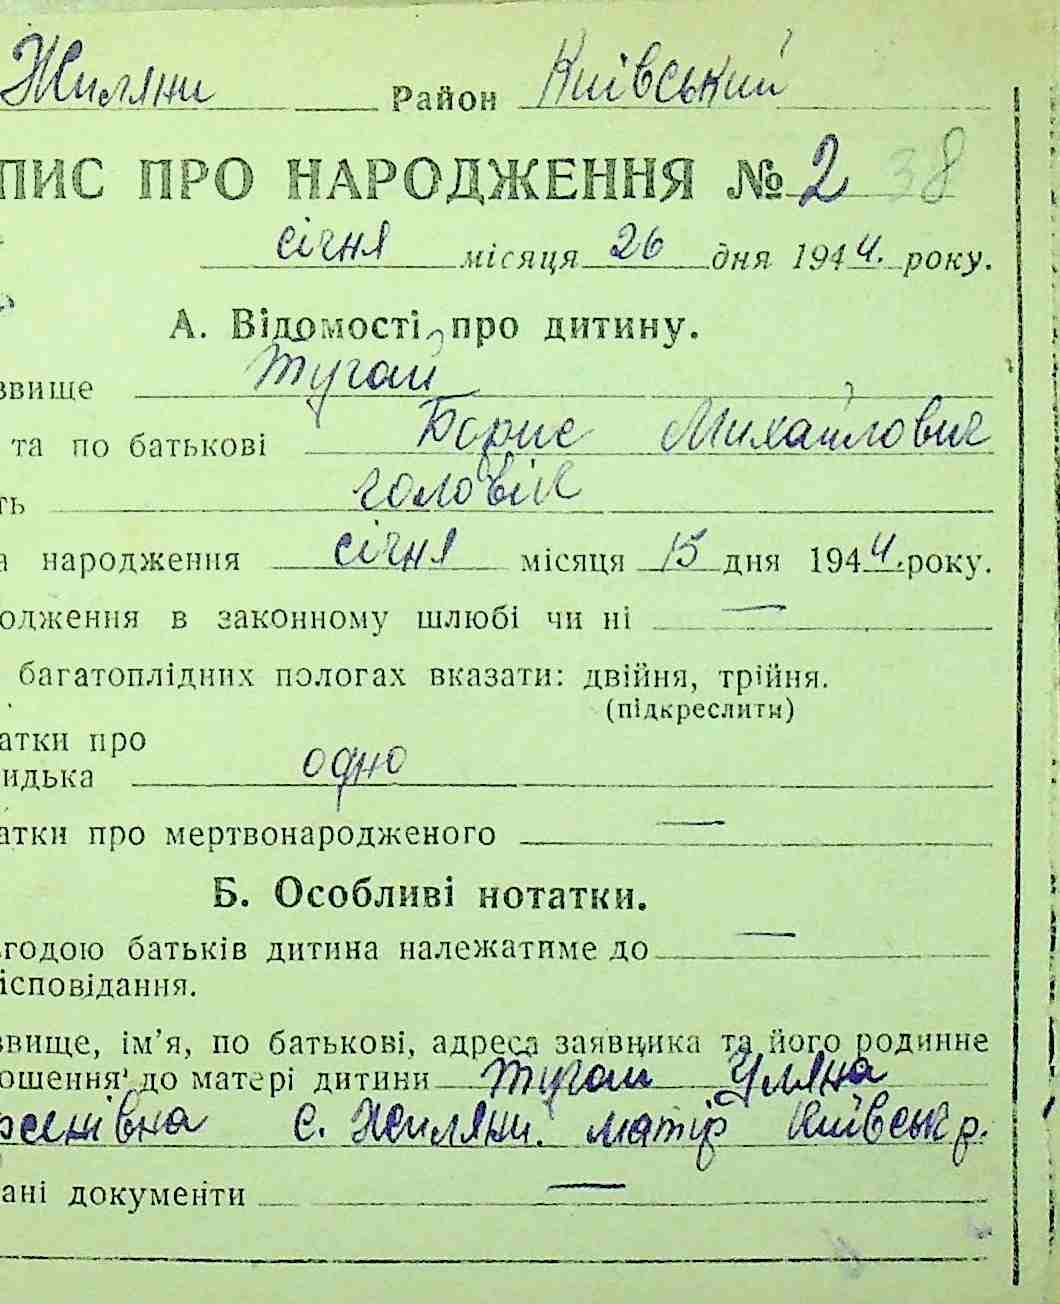 Жиляни Район Київський
ПИС ПРО НАРОДЖЕННЯ № 2 38
січня місяця 26 дня 1944. року.
А. Відомості про дитину.
звище Тугай
та по батькові Борис Михайлович
ть чоловік
а народження січня місяця 15 дня 1944. року.
одження в законному шлюбі чи ні —
багатоплідних пологах вказати: двійня, трійня.
(підкреслити)
атки про
идька одно
атки про мертвонародженого —
Б. Особливі нотатки.
згодою батьків дитина належатиме до —
ісповідання.
звище, ім’я, по батькові, адреса заявника та його родинне
ошення до матері дитини Тугай Уляна
с. Жиляни. матір Київськ р.
ані документи —